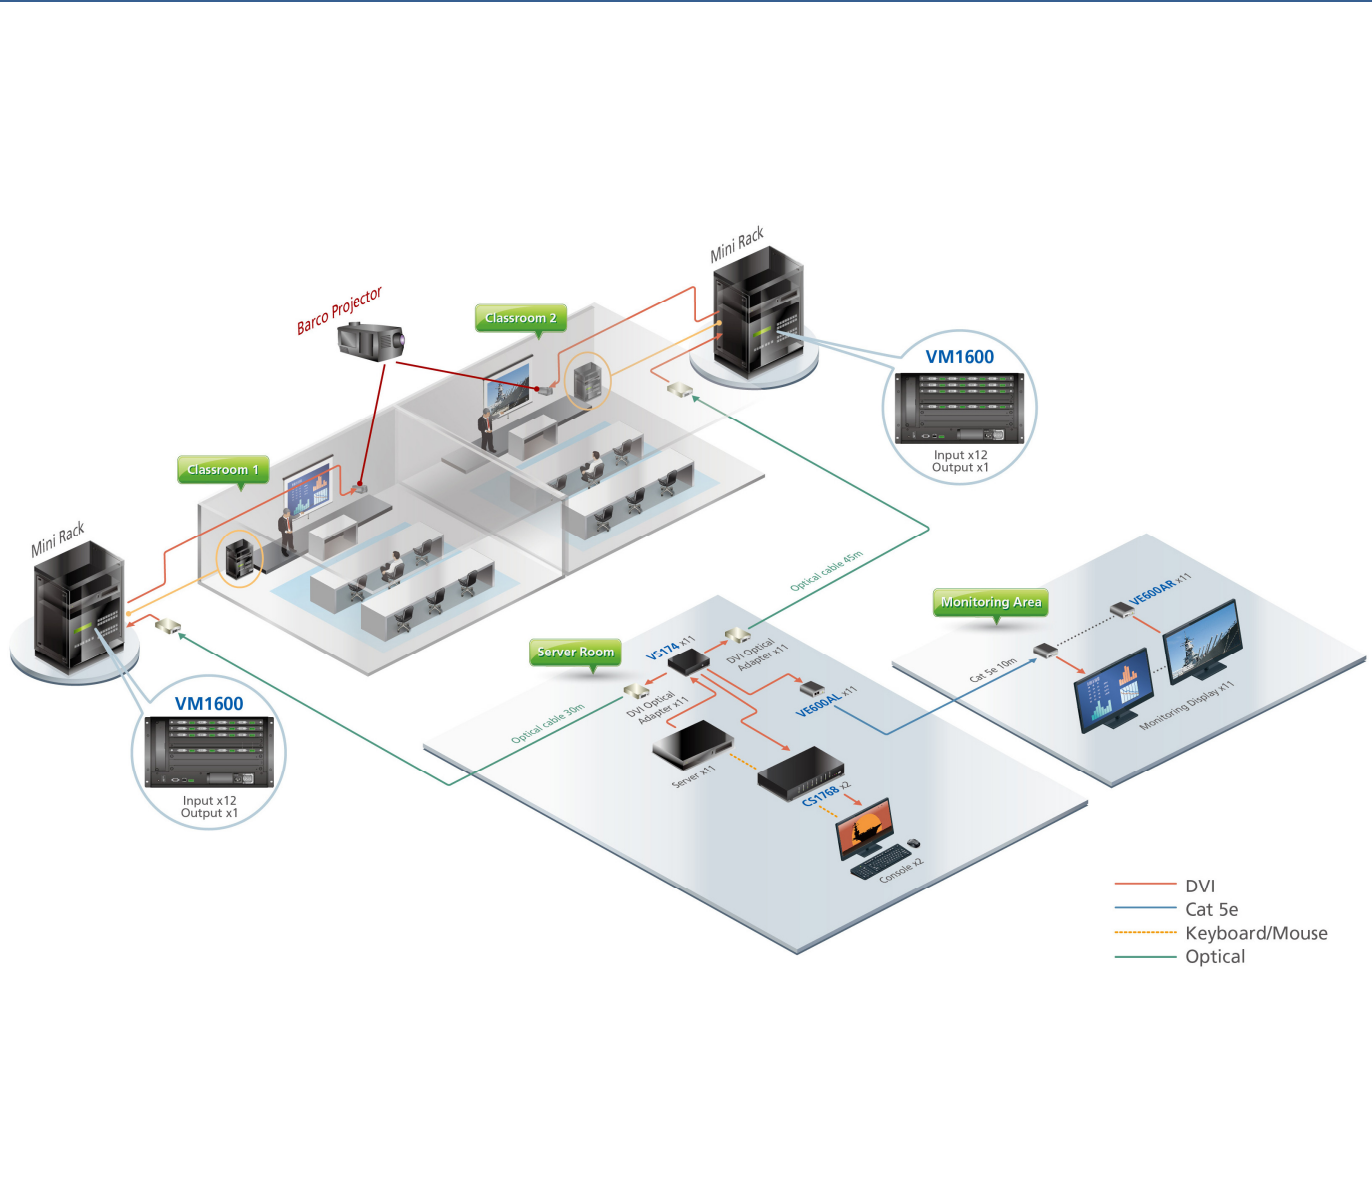 Mini Rack
Barco Projector
Classroom 2
VM1600
Input x12
Output x1
Classroom 1
Mini Rack
Optical cable 45m
VE600AR x11
Monitoring Area
Server Room
VS174 x11
DVI Optical
Adapter x11
Cat 5e 10m
DVI Optical
Adapter x11
VE600AL x11
Monitoring Display x11
VM1600
Optical cable 30m
Server x11
CS1768 x2
Input x12
Output x1
Console x2
DVI
Cat 5e
Keyboard/Mouse
Optical